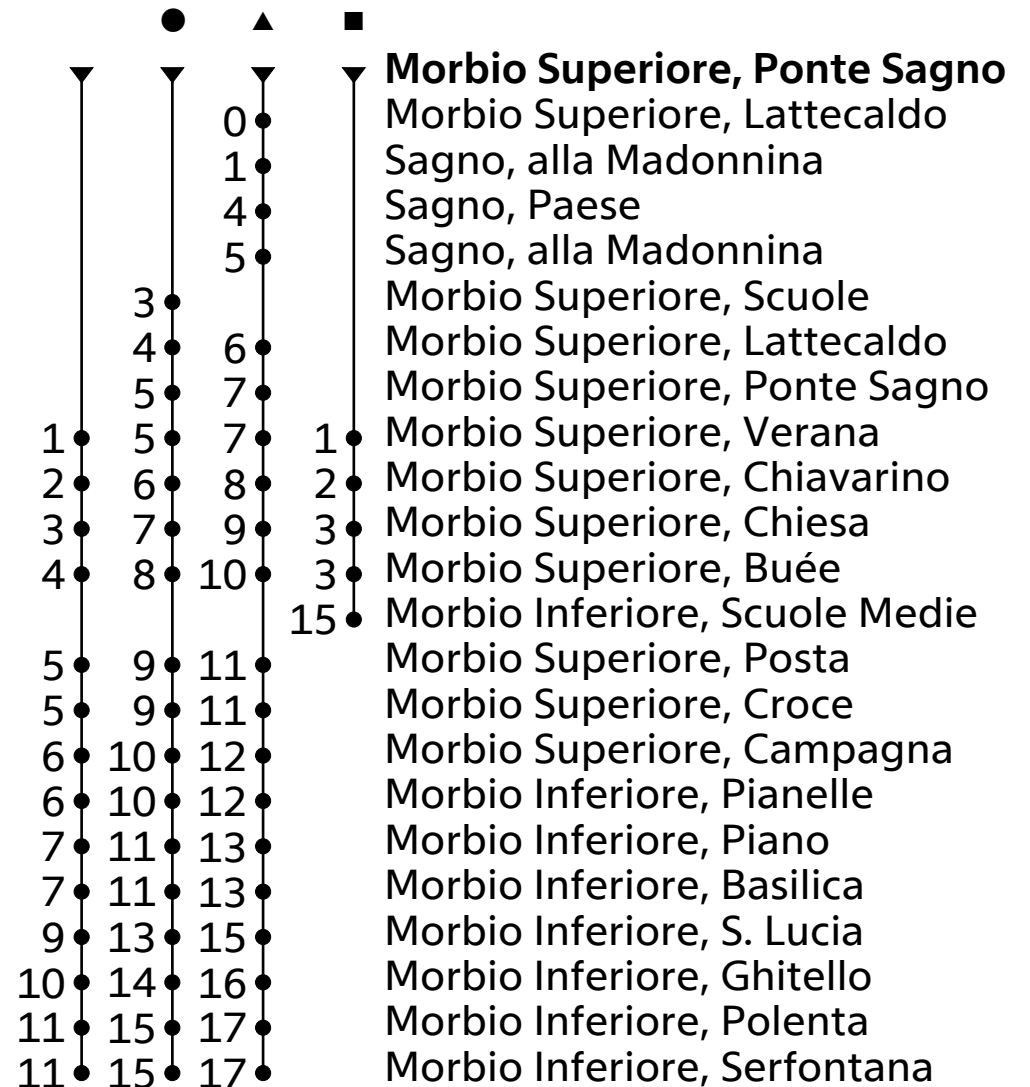 ● ▲ ■
Morbio Superiore, Ponte Sagno
0 Morbio Superiore, Lattecaldo
1 Sagno, alla Madonnina
4 Sagno, Paese
5 Sagno, alla Madonnina
3 Morbio Superiore, Scuole
4 6 Morbio Superiore, Lattecaldo
5 7 Morbio Superiore, Ponte Sagno
1 5 7 1 Morbio Superiore, Verana
2 6 8 2 Morbio Superiore, Chiavarino
3 7 9 3 Morbio Superiore, Chiesa
4 8 10 3 Morbio Superiore, Buée
15 Morbio Inferiore, Scuole Medie
5 9 11 Morbio Superiore, Posta
5 9 11 Morbio Superiore, Croce
6 10 12 Morbio Superiore, Campagna
6 10 12 Morbio Inferiore, Pianelle
7 11 13 Morbio Inferiore, Piano
7 11 13 Morbio Inferiore, Basilica
9 13 15 Morbio Inferiore, S. Lucia
10 14 16 Morbio Inferiore, Ghitello
11 15 17 Morbio Inferiore, Polenta
11 15 17 Morbio Inferiore, Serfontana